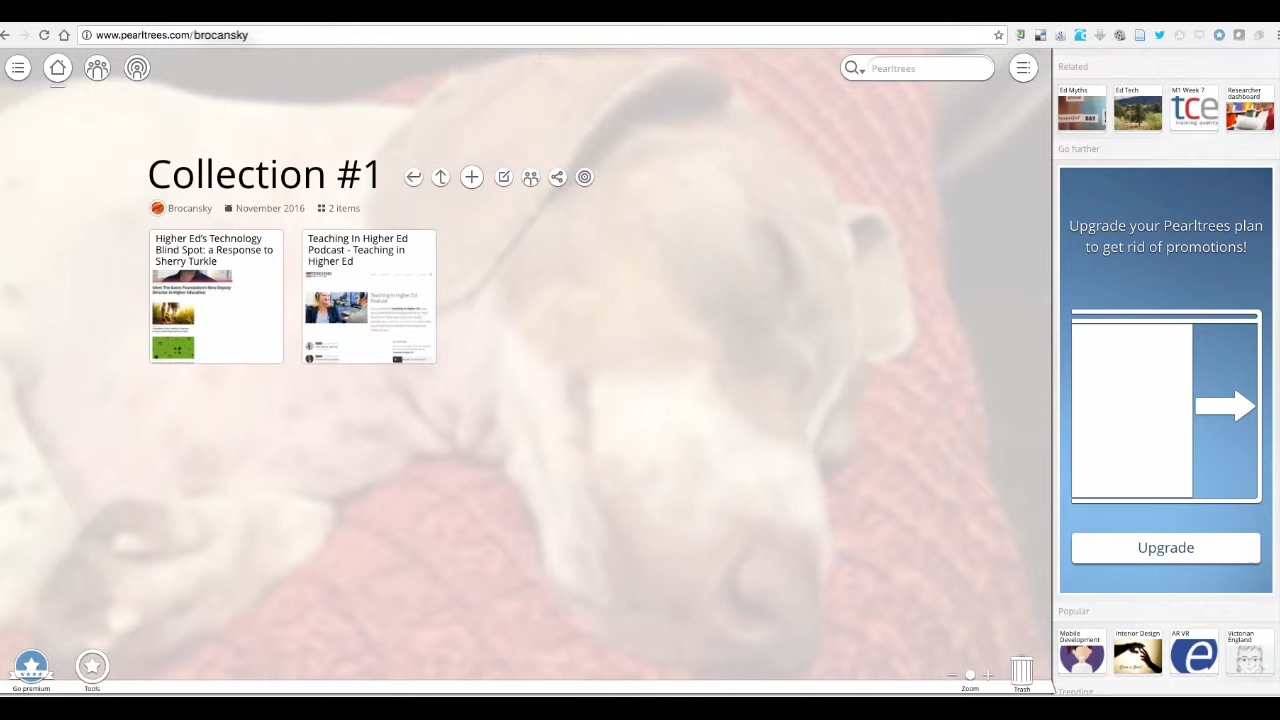 www.pearltrees.com/brocansky
Pearltrees
Collection #1
Brocansky November 2016 2 items
Higher Ed's Technology
Blind Spot: a Response to
Sherry Turkle
Teaching In Higher Ed
Podcast - Teaching in
Higher Ed
Related
Ed Myths
Ed Tech
M1 Week 7
tce
training quality
Researcher
dashboard
Go further
Upgrade your Pearltrees plan
to get rid of promotions!
Upgrade
Popular
Mobile
Development
Interior Design
AR VR
e
Victorian
England
Trending
Go premium
Tools
Zoom
Trash